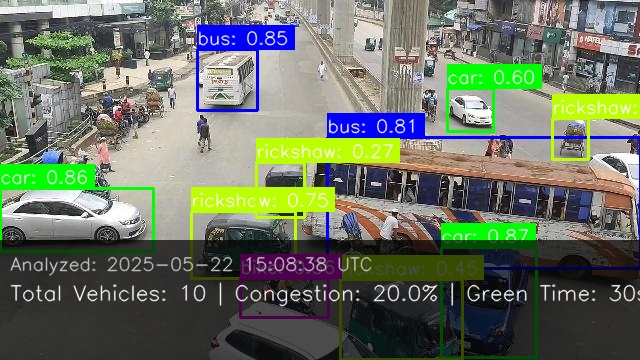 bus: 0.85
car: 0.60
rickshaw:
bus: 0.81
rickshaw: 0.27
car: 0.86
rickshaw: 0.75
car: 0.87
rickshaw: 0.45
Analyzed: 2025-05-22 15:08:38 UTC
Total Vehicles: 10 | Congestion: 20.0% | Green Time: 30s